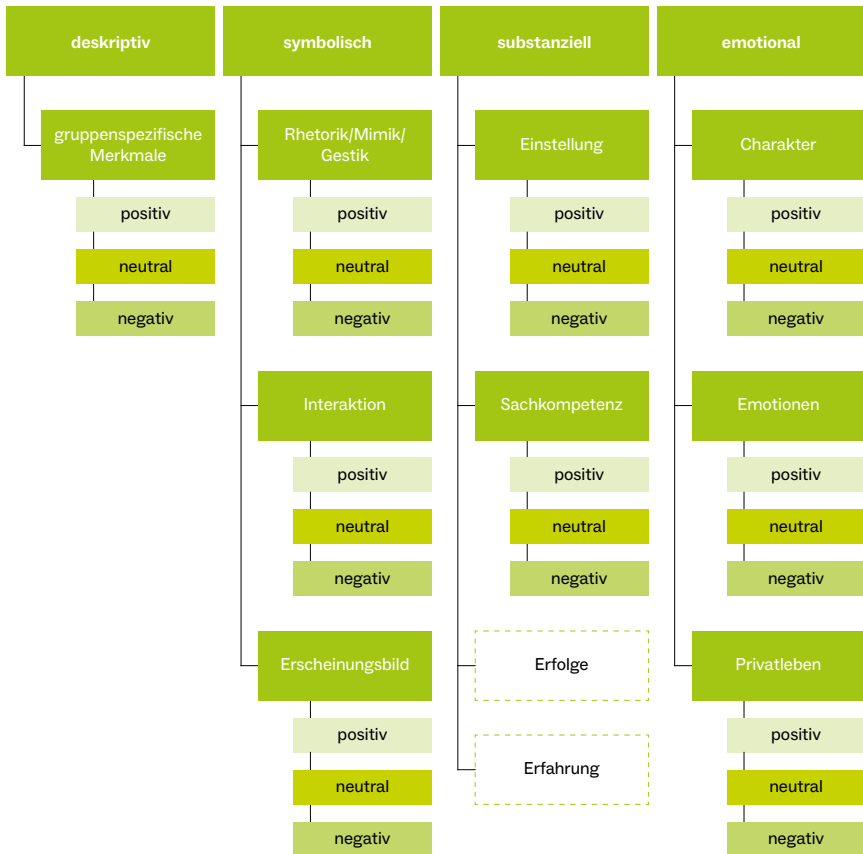 deskriptiv
gruppenspezifische
Merkmale
positiv
neutral
negativ
symbolisch
Rhetorik/Mimik/
Gestik
positiv
neutral
negativ
Interaktion
positiv
neutral
negativ
Erscheinungsbild
positiv
neutral
negativ
substanziell
Einstellung
positiv
neutral
negativ
Sachkompetenz
positiv
neutral
negativ
Erfolge
Erfahrung
emotional
Charakter
positiv
neutral
negativ
Emotionen
positiv
neutral
negativ
Privatleben
positiv
neutral
negativ